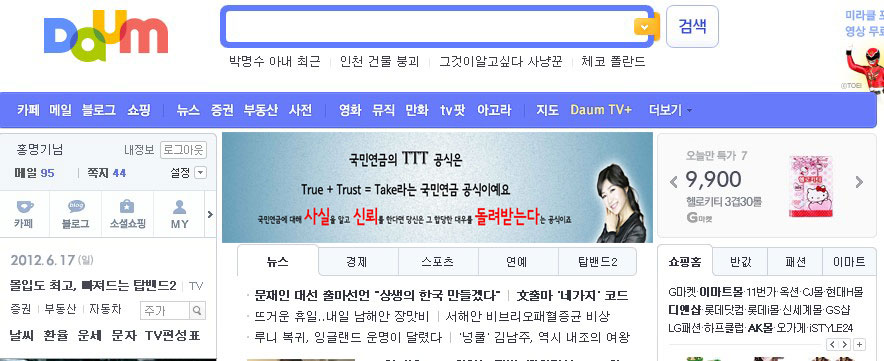 Daum
검색
미라클 포
영상 무료
©TOEI
박명수 아내 최근 | 인천 건물 붕괴 | 그것이알고싶다 사냥꾼 | 체코 폴란드
카페 메일 블로그 쇼핑 | 뉴스 증권 부동산 사전 | 영화 뮤직 만화 tv팟 아고라 | 지도 Daum TV+ 더보기
홍명기님 내정보 로그아웃
메일 95 | 쪽지 44 설정
카페 블로그 소셜쇼핑 MY
blog
2012.6.17 (일)
몰입도 최고, 빠져드는 탑밴드2 | TV
증권 | 부동산 | 자동차 주가
날씨 환율 운세 문자 TV편성표
국민연금의 TTT 공식은
True + Trust = Take라는 국민연금 공식이예요
국민연금에 대해 사실을 알고 신뢰를 한다면 당신은 그 합당한 대우를 돌려받는다는 공식이죠
뉴스 경제 스포츠 연예 탑밴드2
· 문재인 대선 출마선언 "상생의 한국 만들겠다" | 文출마 '네가지' 코드
· 뜨거운 휴일..내일 남해안 장맛비 | 서해안 비브리오패혈증균 비상
· 루니 복귀, 잉글랜드 운명이 달렸다 | '넝쿨' 김남주, 역시 내조의 여왕
오늘만 특가 7
9,900
헬로키티 3겹30롤
G마켓
쇼핑홈 반값 패션 이마트
G마켓·이마트몰·11번가·옥션·CJ몰·현대H몰
디앤샵·롯데닷컴·롯데i몰·신세계몰·GS샵
LG패션·하프클럽·AK몰·오가게·iSTYLE24